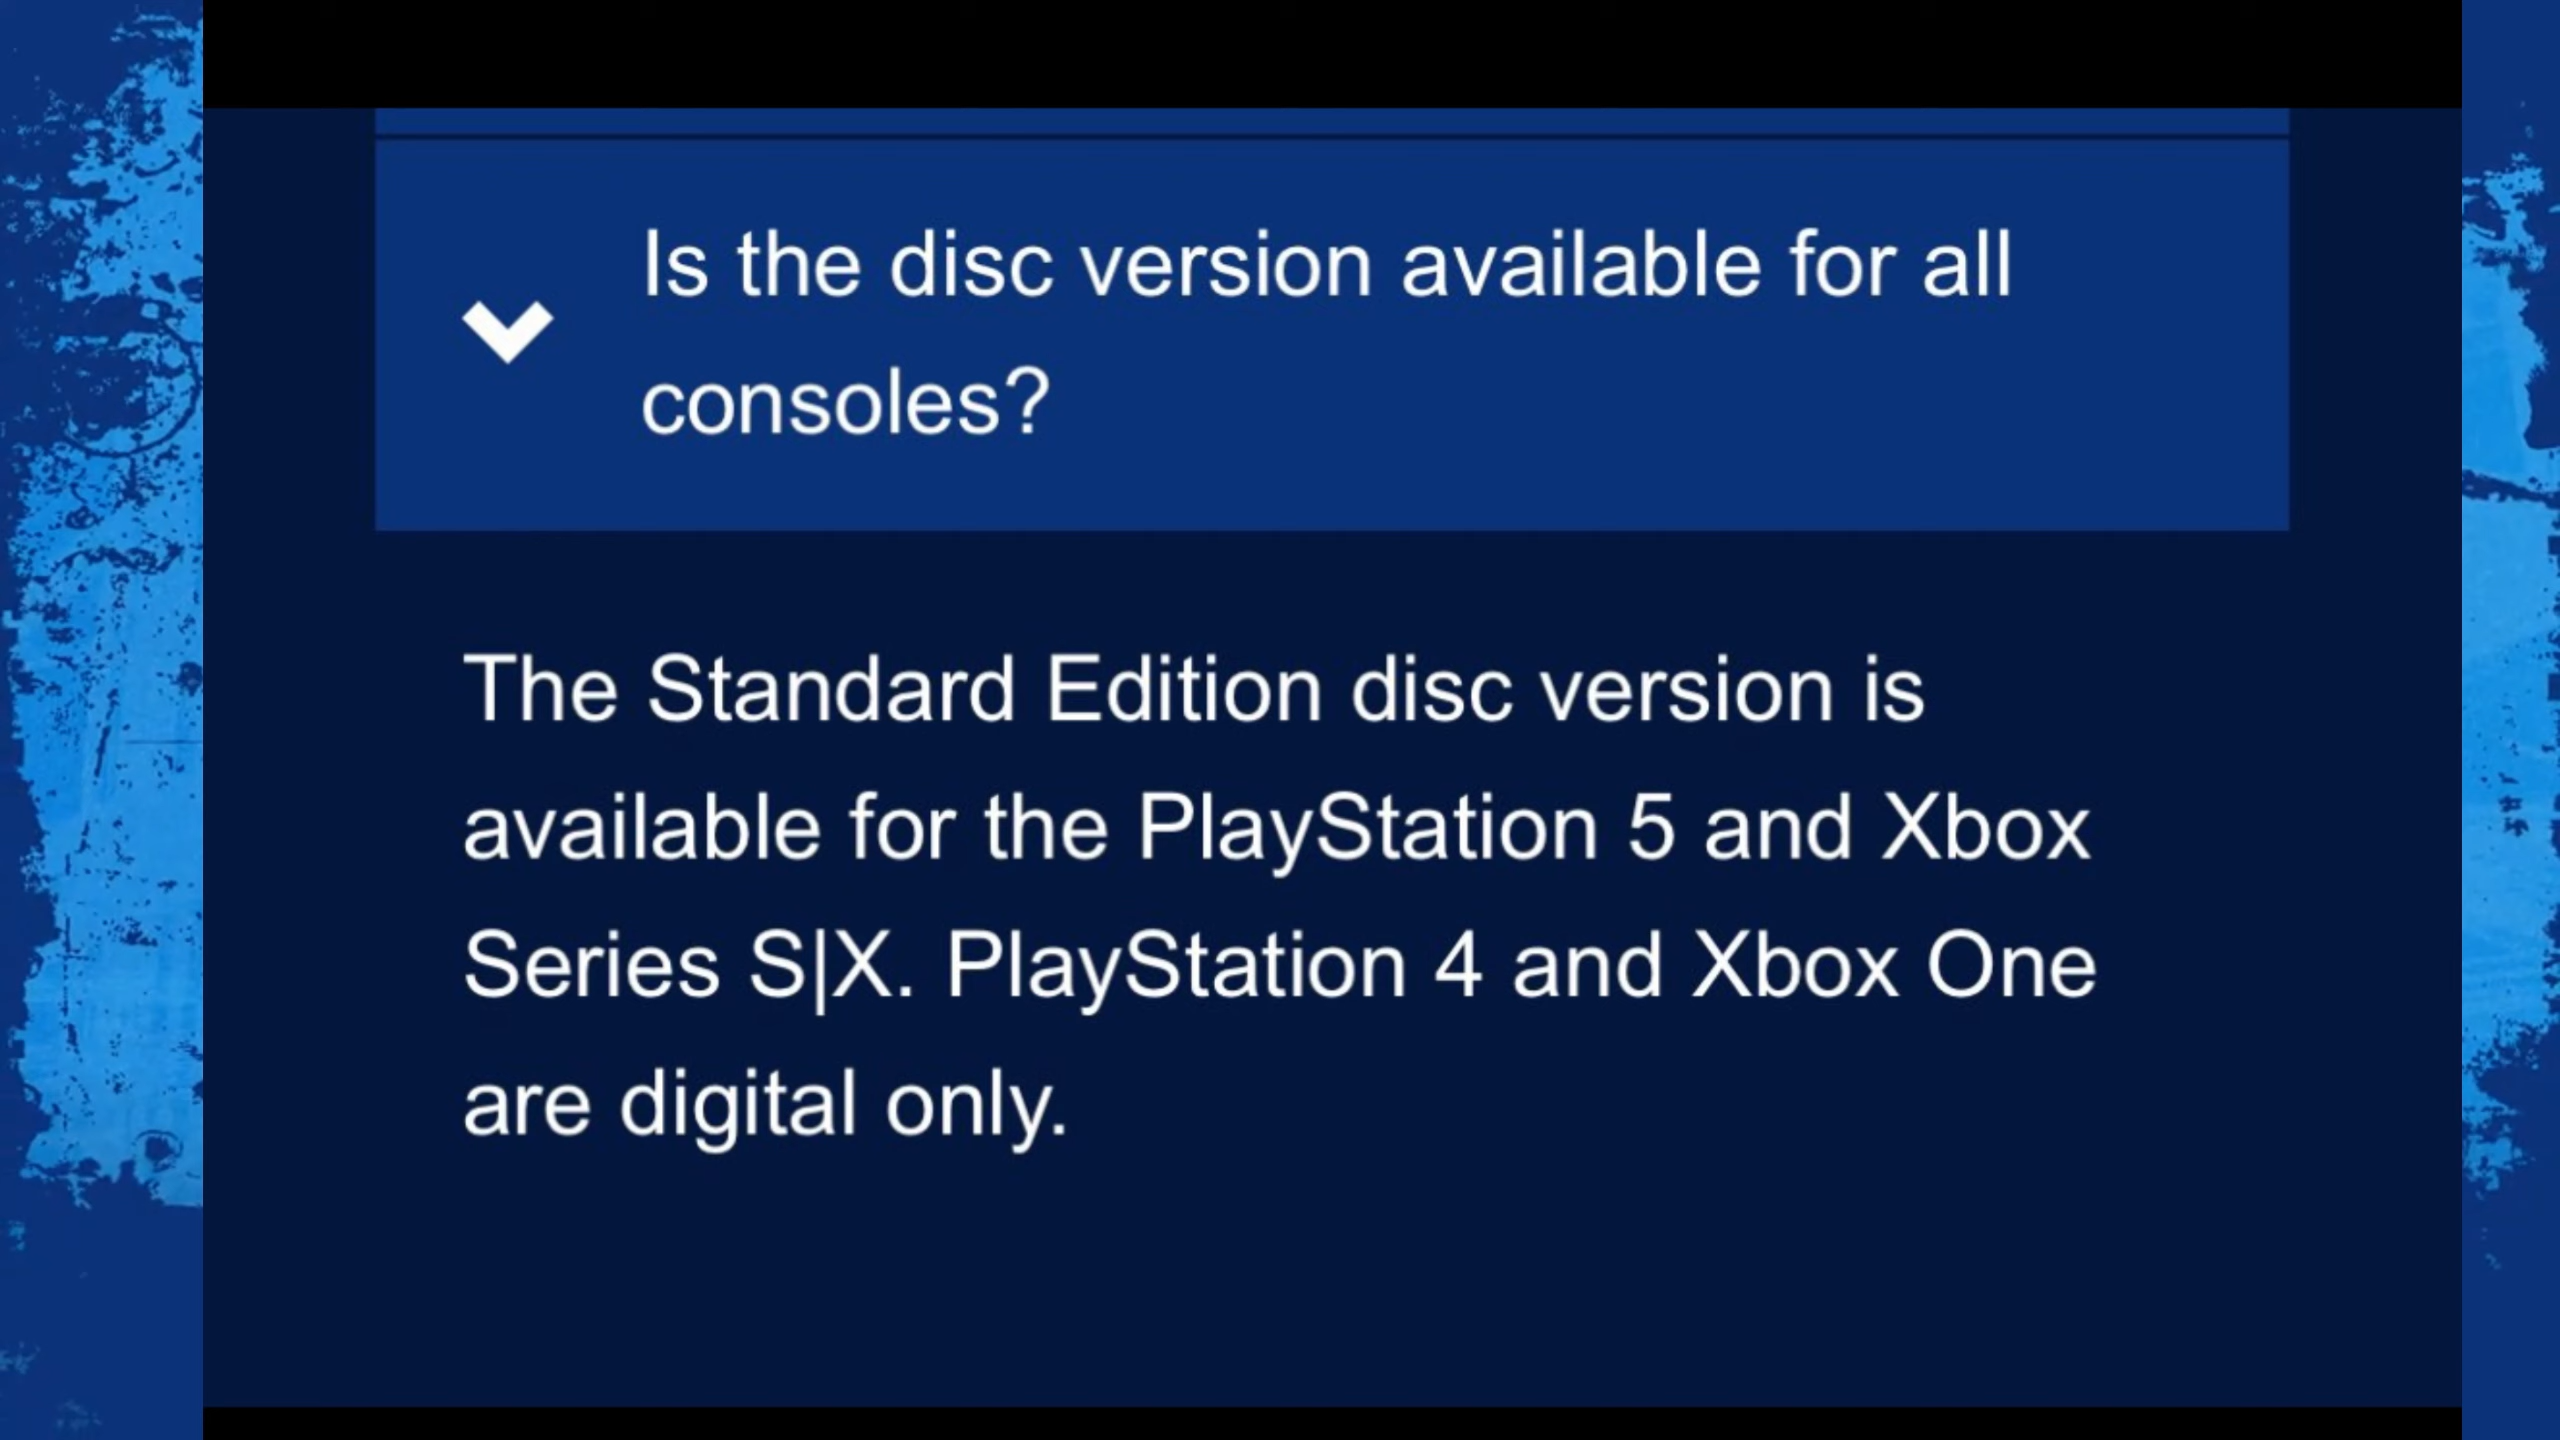 Is the disc version available for all
consoles?
The Standard Edition disc version is
available for the PlayStation 5 and Xbox
Series S|X. PlayStation 4 and Xbox One
are digital only.